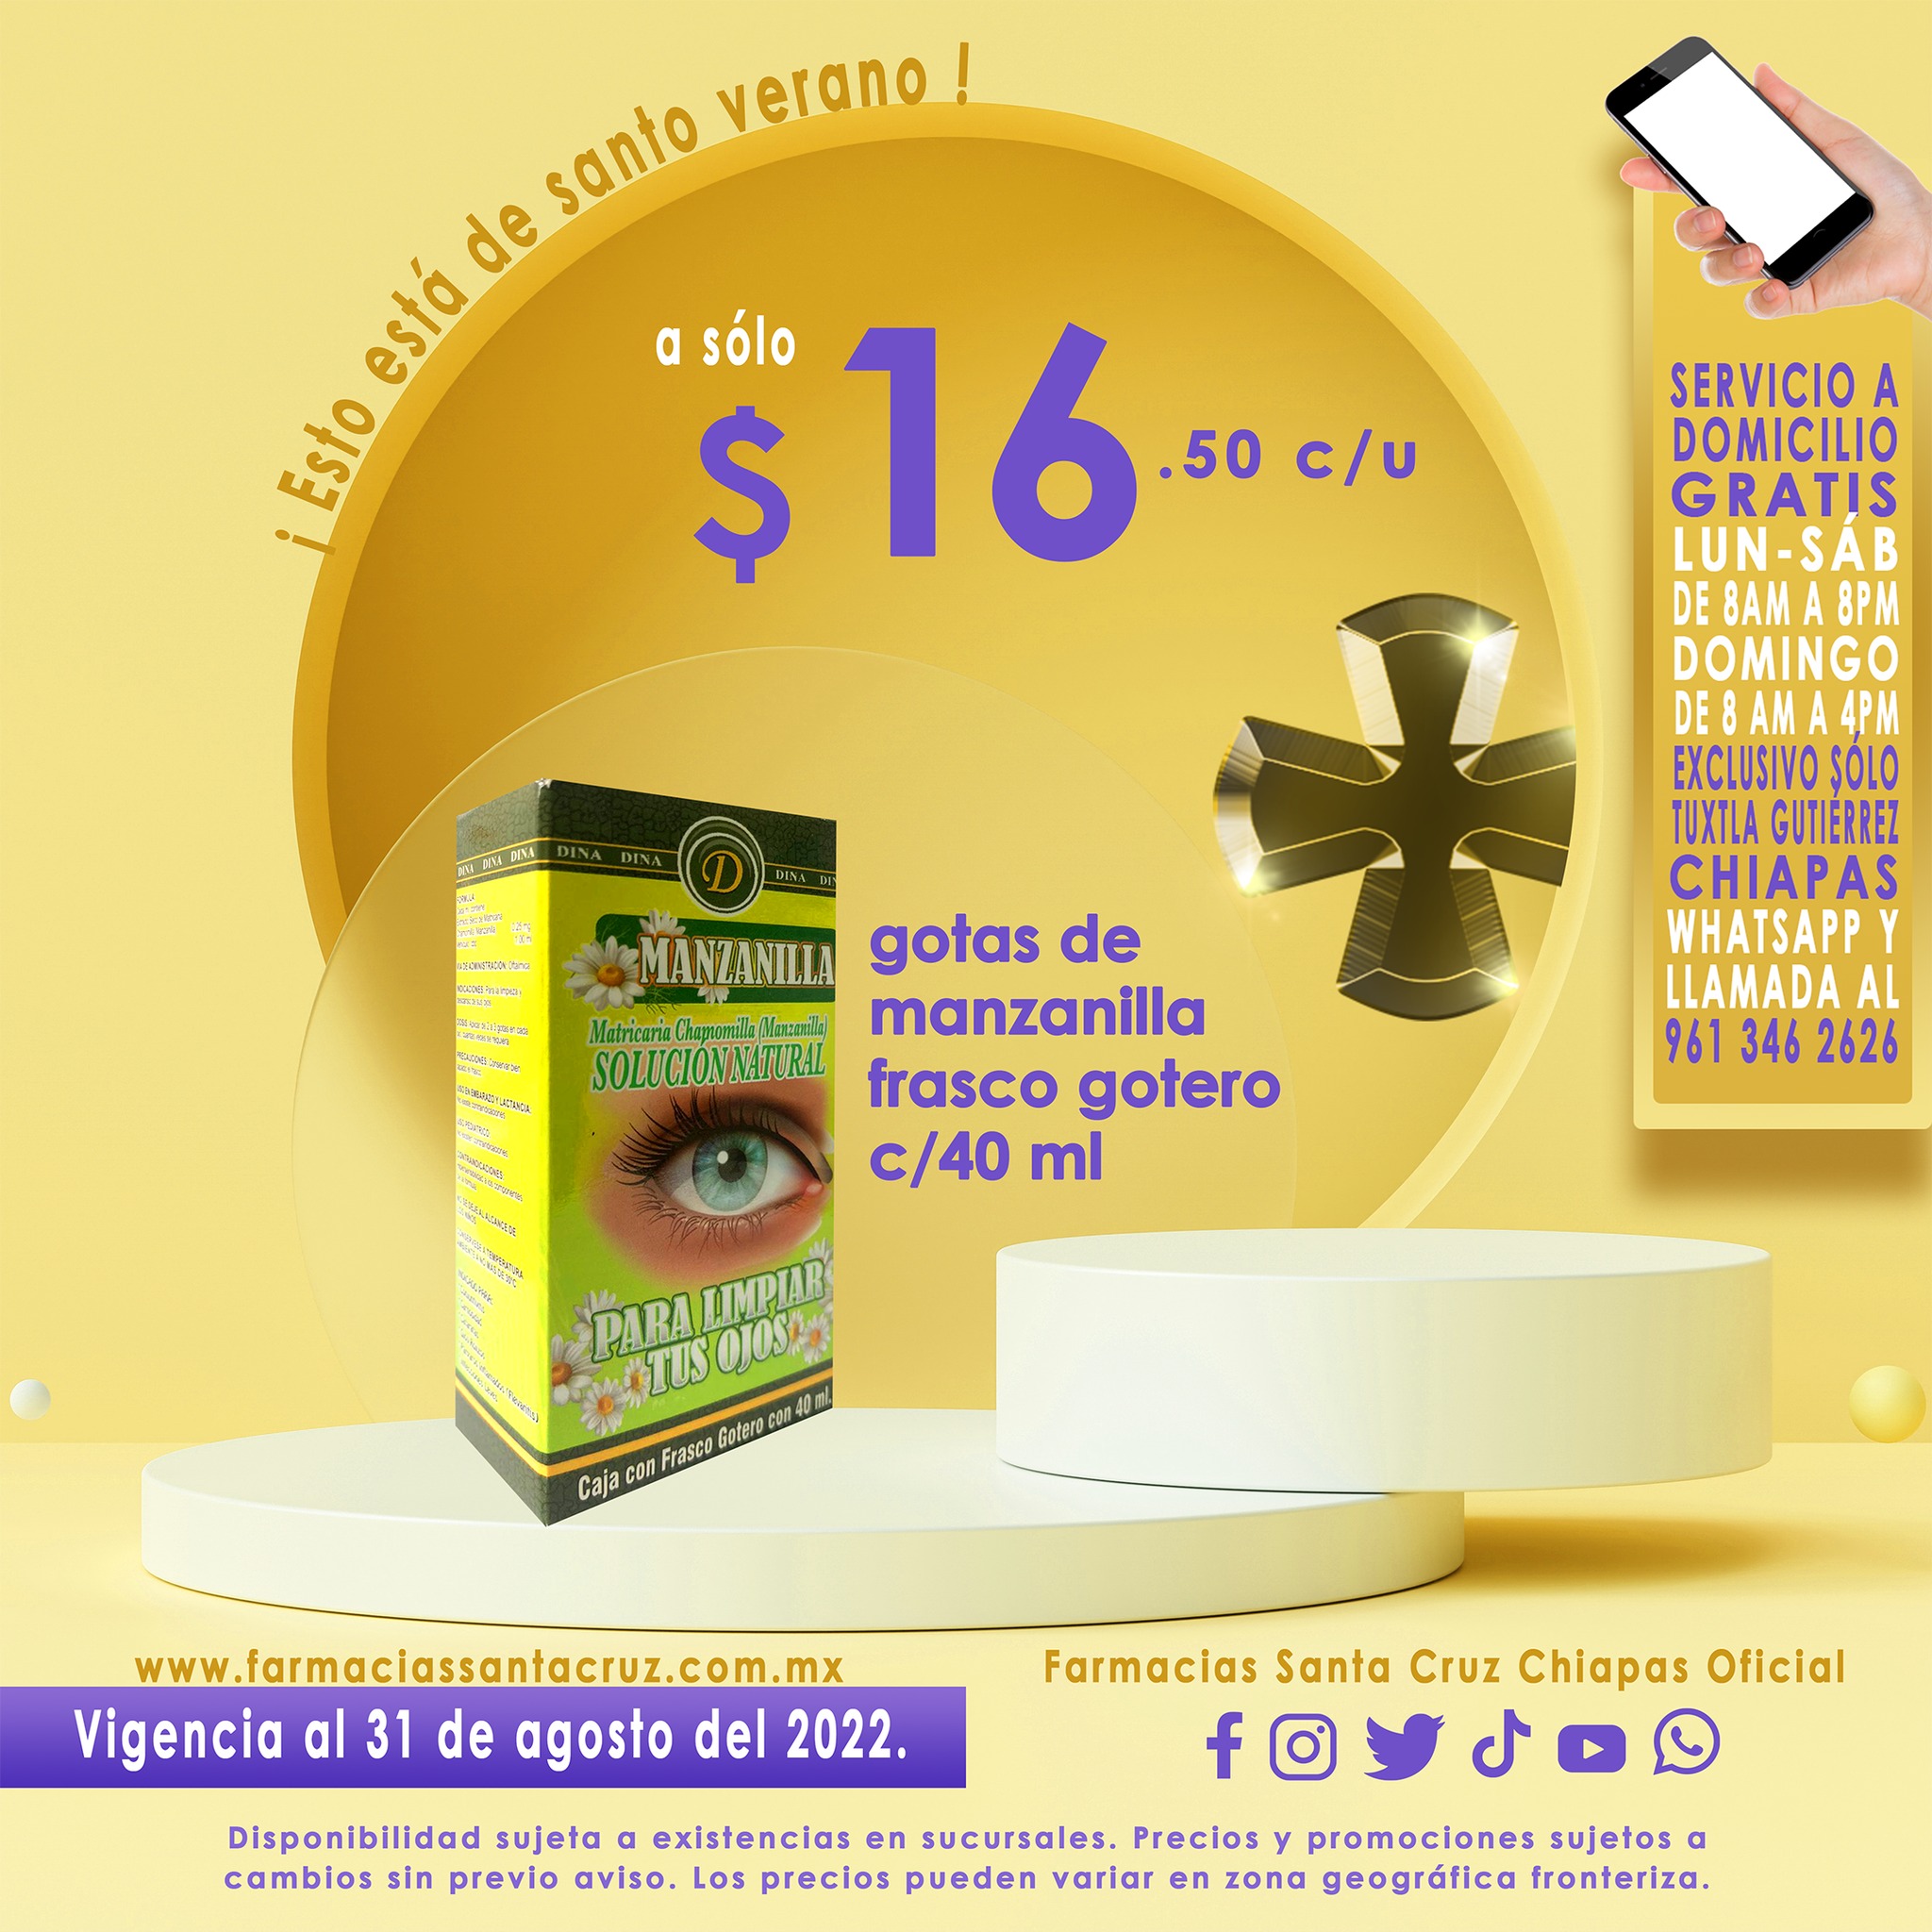 ¡ Esto está de santo verano !
a sólo
$ 16.50 c/u
SERVICIO A
DOMICILIO
GRATIS
LUN-SÁB
DE 8AM A 8PM
DOMINGO
DE 8 AM A 4PM
EXCLUSIVO SÓLO
TUXTLA GUTIÉRREZ
CHIAPAS
WHATSAPP Y
LLAMADA AL
961 346 2626
DINA DINA DINA DINA DINA D DINA
MANZANILLA
Matricaria Chamomilla (Manzanilla)
SOLUCIÓN NATURAL
PARA LIMPIAR
TUS OJOS
Caja con Frasco Gotero con 40 ml.
gotas de
manzanilla
frasco gotero
c/40 ml
www.farmaciassantacruz.com.mx
Vigencia al 31 de agosto del 2022.
Farmacias Santa Cruz Chiapas Oficial
Disponibilidad sujeta a existencias en sucursales. Precios y promociones sujetos a
cambios sin previo aviso. Los precios pueden variar en zona geográfica fronteriza.